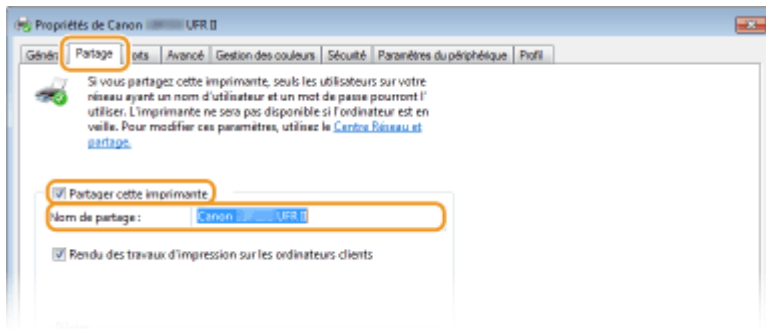 Propriétés de Canon UFR II
Général Partage Ports Avancé Gestion des couleurs Sécurité Paramètres du périphérique Profil
Si vous partagez cette imprimante, seuls les utilisateurs sur votre
réseau ayant un nom d'utilisateur et un mot de passe pourront l'
utiliser. L'imprimante ne sera pas disponible si l'ordinateur est en
veille. Pour modifier ces paramètres, utilisez le Centre Réseau et
partage.
Partager cette imprimante
Nom de partage :
Canon UFR II
Rendu des travaux d'impression sur les ordinateurs clients